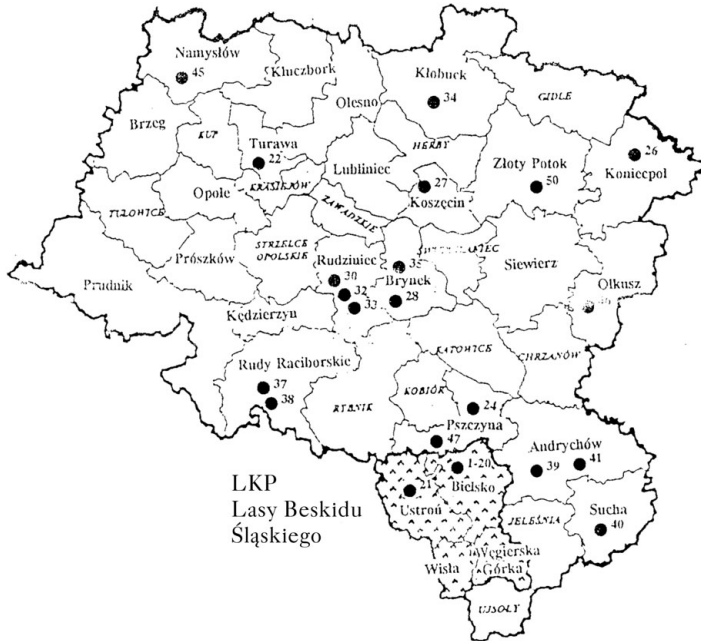 Namysłów
45
Kluczbork
Kłobuck
34
Olesno
GIDLE
Brzeg
KUP
Turawa
22
HERBY
Lubliniec
Złoty Potok
50
26
Koniecpol
27
Koszęcin
Opole
KRASIEJÓW
ZAWADZKIE
TUŁOWICE
Prószków
STRZELCE
OPOLSKIE
Rudziniec
30
32
33
35
Brynek
28
Siewierz
Olkusz
Prudnik
Kędzierzyn
KATOWICE
CHRZANÓW
Rudy Raciborskie
37
38
RYBNIK
KOBIÓR
24
Pszczyna
47
Andrychów
39
41
1-20
Bielsko
21
Ustroń
LKP
Lasy Beskidu
Śląskiego
JELEŚNIA
Sucha
40
Wisła
Węgierska
Górka
UJSOŁY